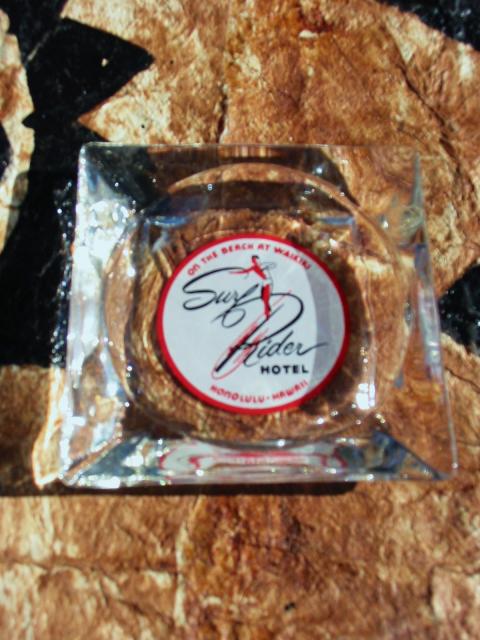 ON THE BEACH AT WAIKIKI
Surf
Rider
HOTEL
HONOLULU - HAWAII